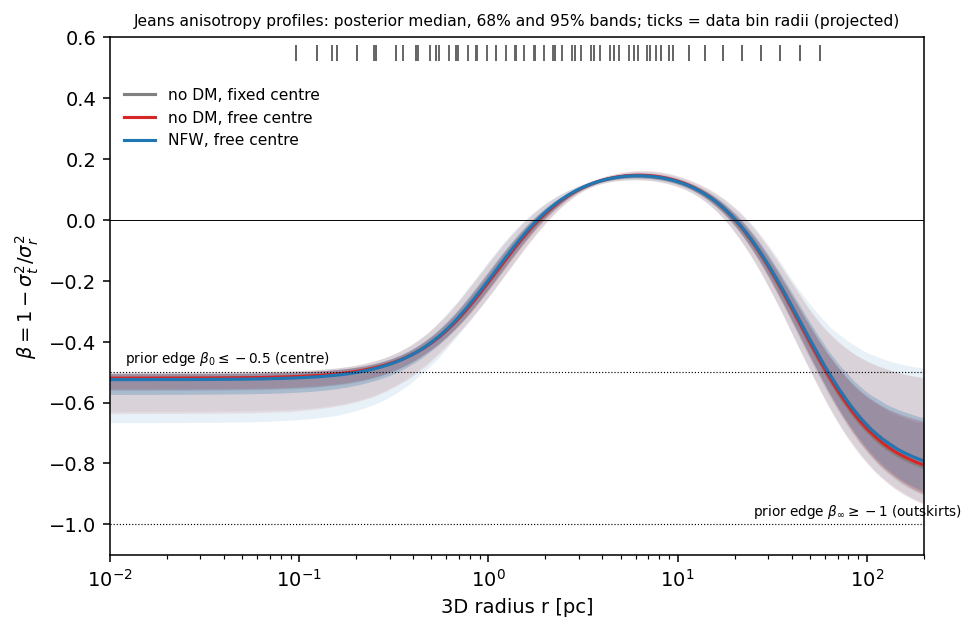 Jeans anisotropy profiles: posterior median, 68% and 95% bands; ticks = data bin radii (projected)
0.6
0.4
0.2
0.0
−0.2
−0.4
−0.6
−0.8
−1.0
no DM, fixed centre
no DM, free centre
NFW, free centre
prior edge β₀ ≤ −0.5 (centre)
prior edge β∞ ≥ −1 (outskirts)
β = 1 − σ_t²/σ_r²
10⁻² 10⁻¹ 10⁰ 10¹ 10²
3D radius r [pc]